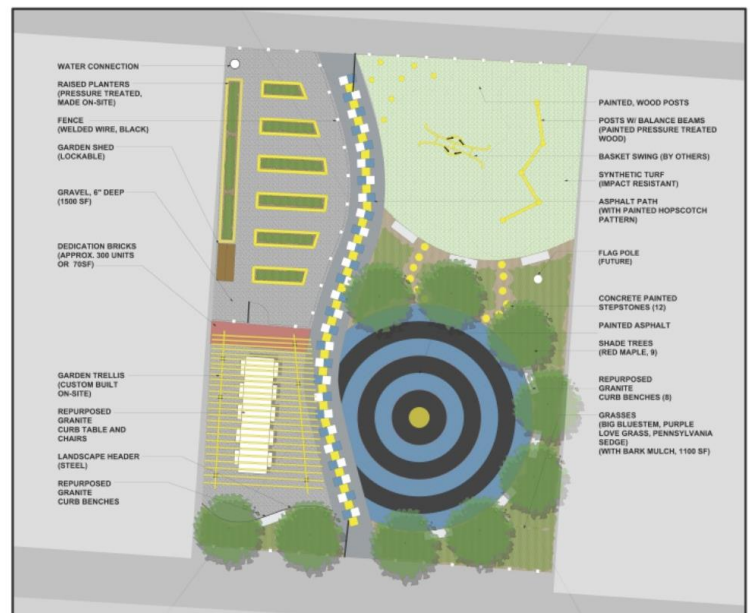 WATER CONNECTION
RAISED PLANTERS
(PRESSURE TREATED,
MADE ON-SITE)
FENCE
(WELDED WIRE, BLACK)
GARDEN SHED
(LOCKABLE)
GRAVEL, 6" DEEP
(1500 SF)
DEDICATION BRICKS
(APPROX. 300 UNITS
OR 70SF)
GARDEN TRELLIS
(CUSTOM BUILT
ON-SITE)
REPURPOSED
GRANITE
CURB TABLE AND
CHAIRS
LANDSCAPE HEADER
(STEEL)
REPURPOSED
GRANITE
CURB BENCHES
PAINTED, WOOD POSTS
POSTS W/ BALANCE BEAMS
(PAINTED PRESSURE TREATED
WOOD)
BASKET SWING (BY OTHERS)
SYNTHETIC TURF
(IMPACT RESISTANT)
ASPHALT PATH
(WITH PAINTED HOPSCOTCH
PATTERN)
FLAG POLE
(FUTURE)
CONCRETE PAINTED
STEPSTONES (12)
PAINTED ASPHALT
SHADE TREES
(RED MAPLE, 9)
REPURPOSED
GRANITE
CURB BENCHES (8)
GRASSES
(BIG BLUESTEM, PURPLE
LOVE GRASS, PENNSYLVANIA
SEDGE)
(WITH BARK MULCH, 1100 SF)